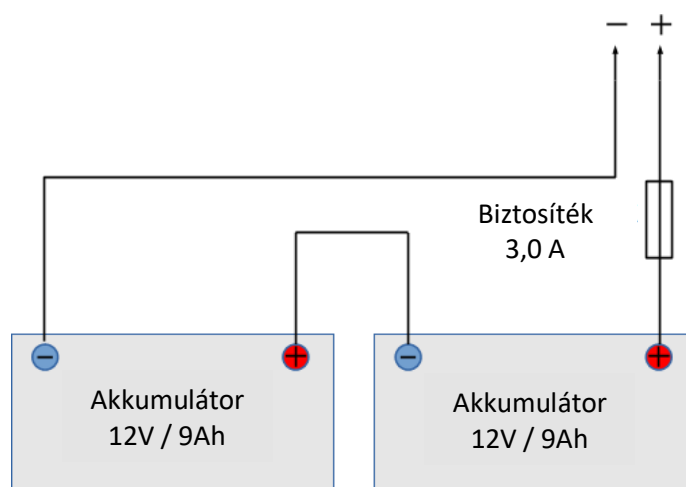 − +
Biztosíték
3,0 A
− + − +
Akkumulátor
12V / 9Ah
Akkumulátor
12V / 9Ah